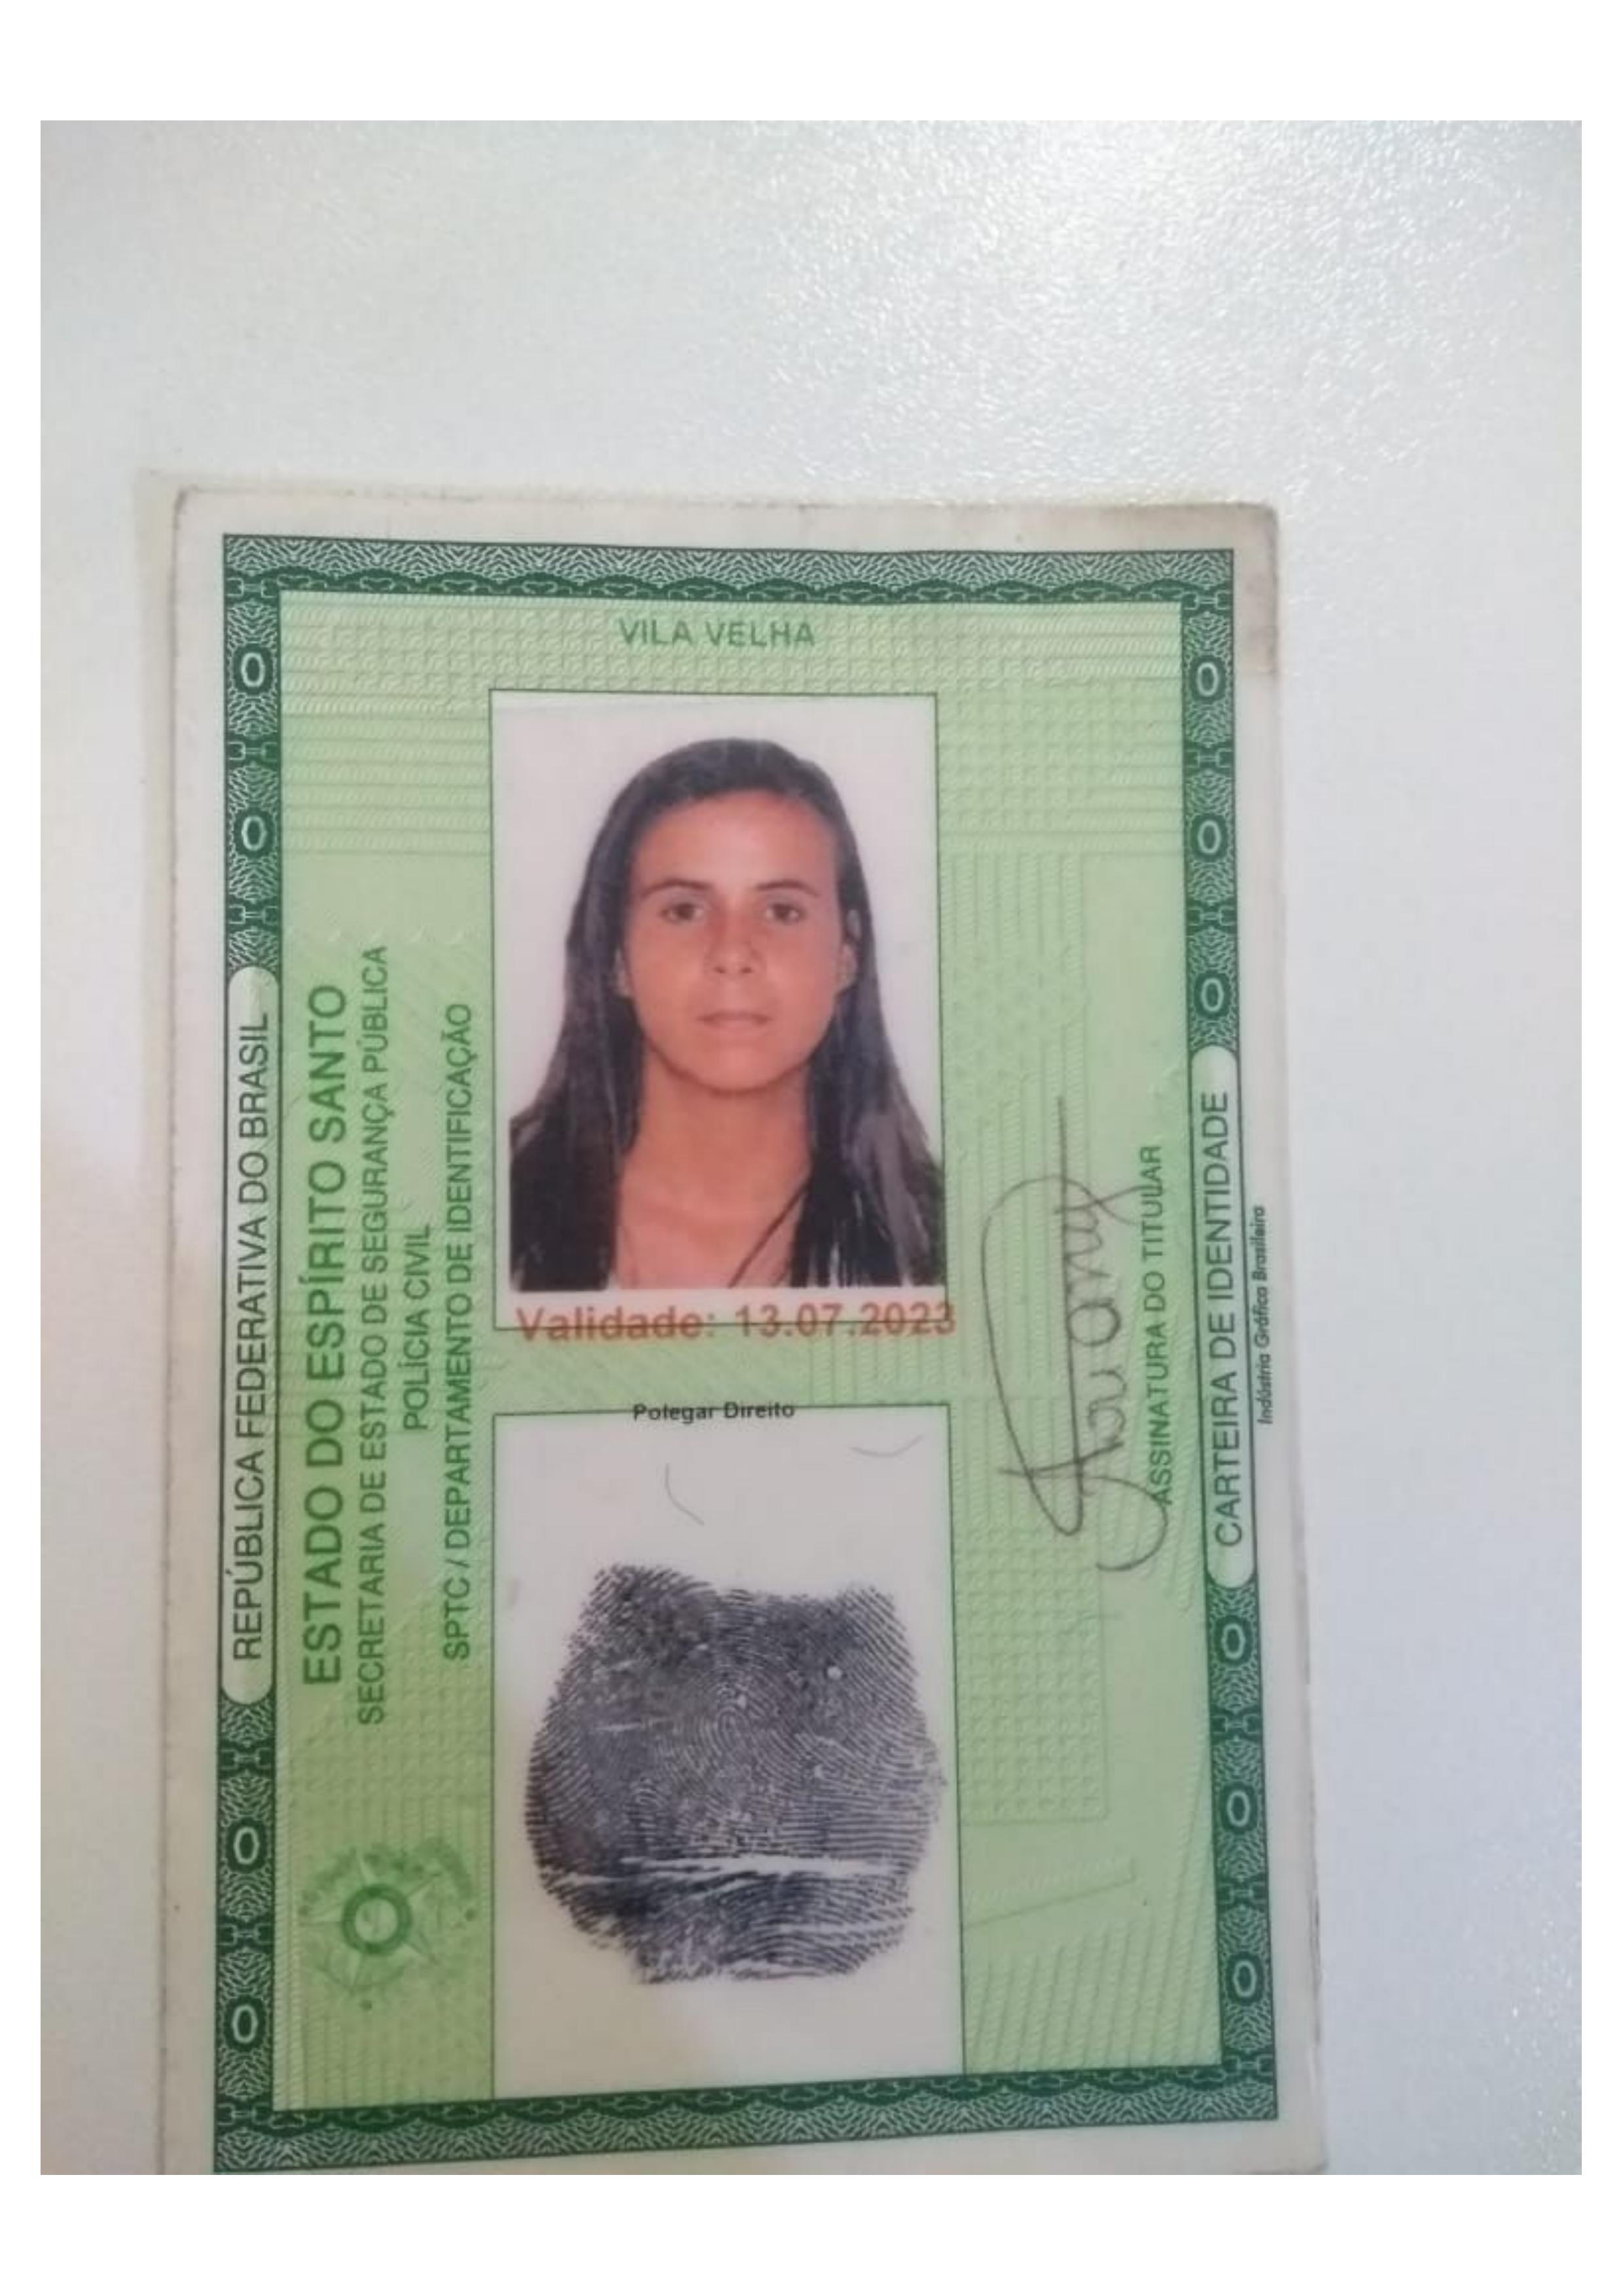 VILA VELHA
REPÚBLICA FEDERATIVA DO BRASIL
ESTADO DO ESPÍRITO SANTO
SECRETARIA DE ESTADO DE SEGURANÇA PÚBLICA
POLÍCIA CIVIL
SPTC / DEPARTAMENTO DE IDENTIFICAÇÃO
Validade: 13.07.2023
Polegar Direito
ASSINATURA DO TITULAR
CARTEIRA DE IDENTIDADE
Indústria Gráfica Brasileira